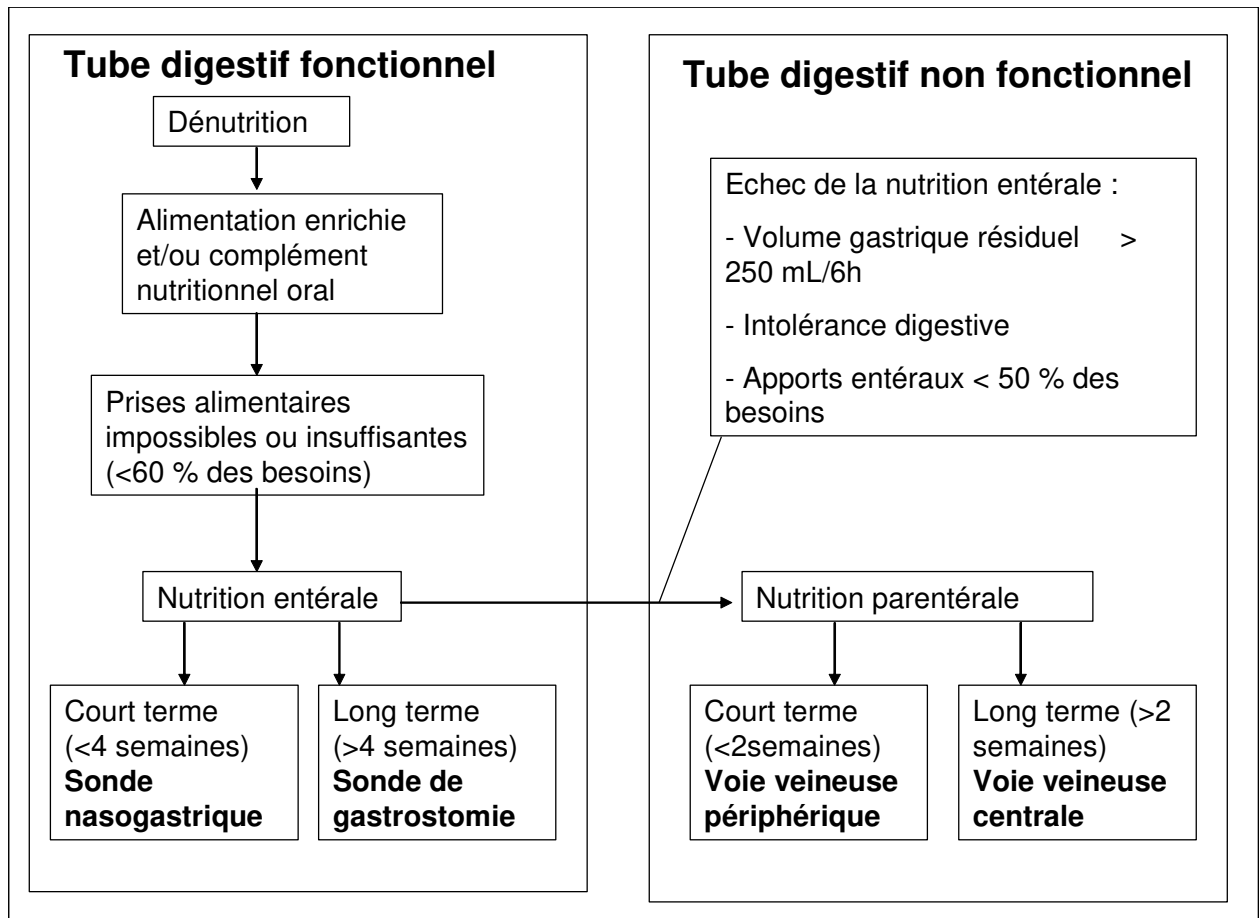 Tube digestif fonctionnel
Dénutrition
Alimentation enrichie
et/ou complément
nutritionnel oral
Prises alimentaires
impossibles ou insuffisantes
(<60 % des besoins)
Nutrition entérale
Court terme
(<4 semaines)
Sonde
nasogastrique
Long terme
(>4 semaines)
Sonde de
gastrostomie
Tube digestif non fonctionnel
Echec de la nutrition entérale :
- Volume gastrique résiduel >
250 mL/6h
- Intolérance digestive
- Apports entéraux < 50 % des
besoins
Nutrition parentérale
Court terme
(<2semaines)
Voie veineuse
périphérique
Long terme (>2
semaines)
Voie veineuse
centrale